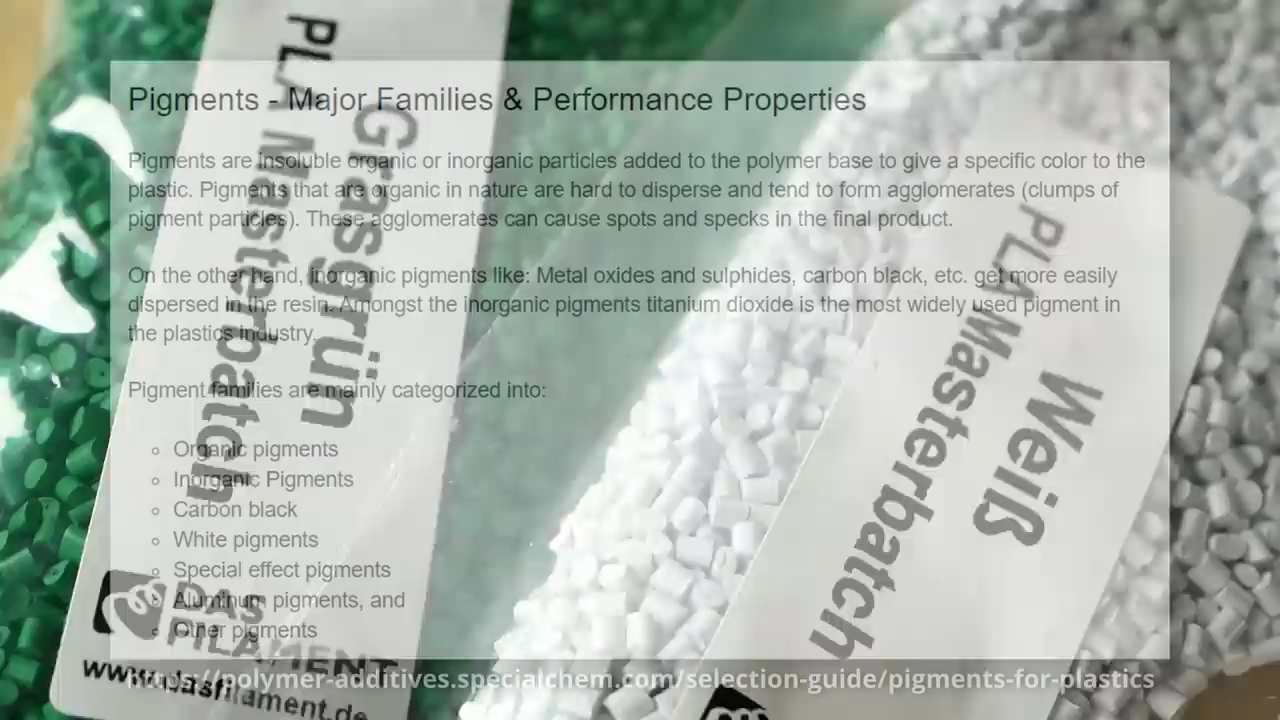 Pigments - Major Families & Performance Properties
Pigments are insoluble organic or inorganic particles added to the polymer base to give a specific color to the
plastic. Pigments that are organic in nature are hard to disperse and tend to form agglomerates (clumps of
pigment particles). These agglomerates can cause spots and specks in the final product.
On the other hand, inorganic pigments like: Metal oxides and sulphides, carbon black, etc. get more easily
dispersed in the resin. Amongst the inorganic pigments titanium dioxide is the most widely used pigment in
the plastics industry.
Pigment families are mainly categorized into:
Organic pigments
Inorganic Pigments
Carbon black
White pigments
Special effect pigments
Aluminum pigments, and
Other pigments
https://polymer-additives.specialchem.com/selection-guide/pigments-for-plastics
PLA Masterbatch
Grasgrün
DAS
FILAMENT
www.dasfilament.de
PLA Masterbatch
Weiß